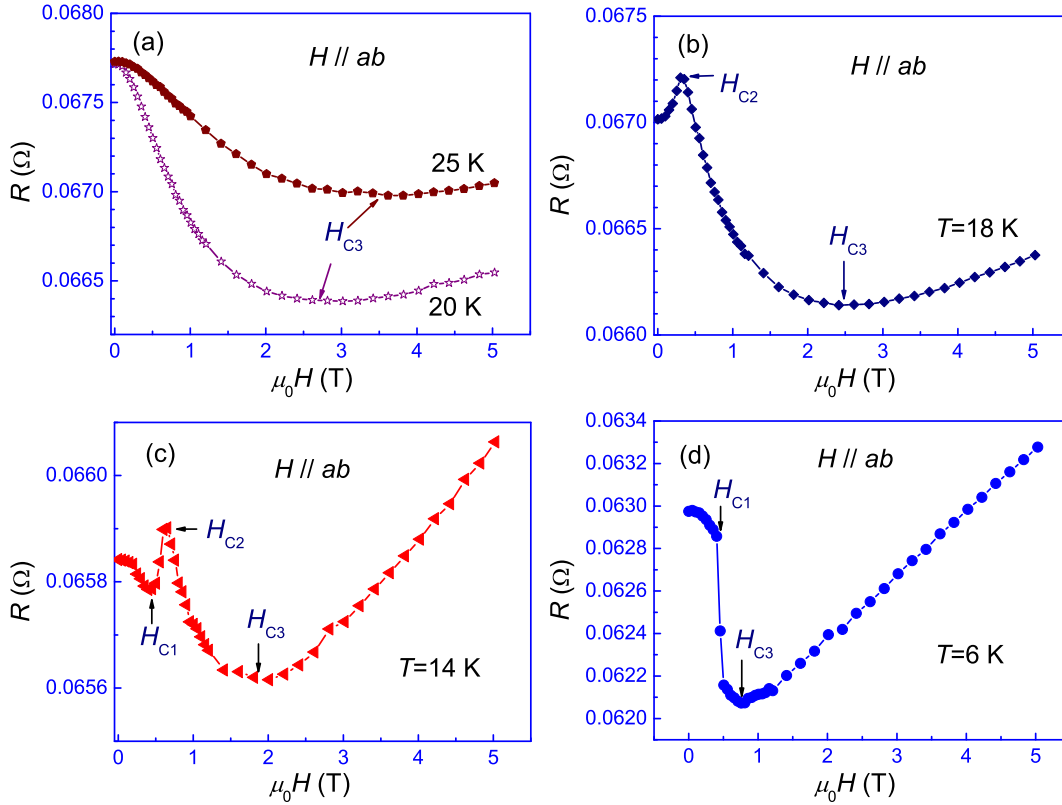 (a)
H // ab
25 K
H_C3
20 K
R (Ω)
0.0680
0.0675
0.0670
0.0665
0 1 2 3 4 5
μ₀H (T)
(b)
H // ab
H_C2
H_C3
T=18 K
R (Ω)
0.0675
0.0670
0.0665
0.0660
0 1 2 3 4 5
μ₀H (T)
(c)
H // ab
H_C2
H_C1
H_C3
T=14 K
R (Ω)
0.0660
0.0658
0.0656
0 1 2 3 4 5
μ₀H (T)
(d)
H // ab
H_C1
H_C3
T=6 K
R (Ω)
0.0634
0.0632
0.0630
0.0628
0.0626
0.0624
0.0622
0.0620
0 1 2 3 4 5
μ₀H (T)